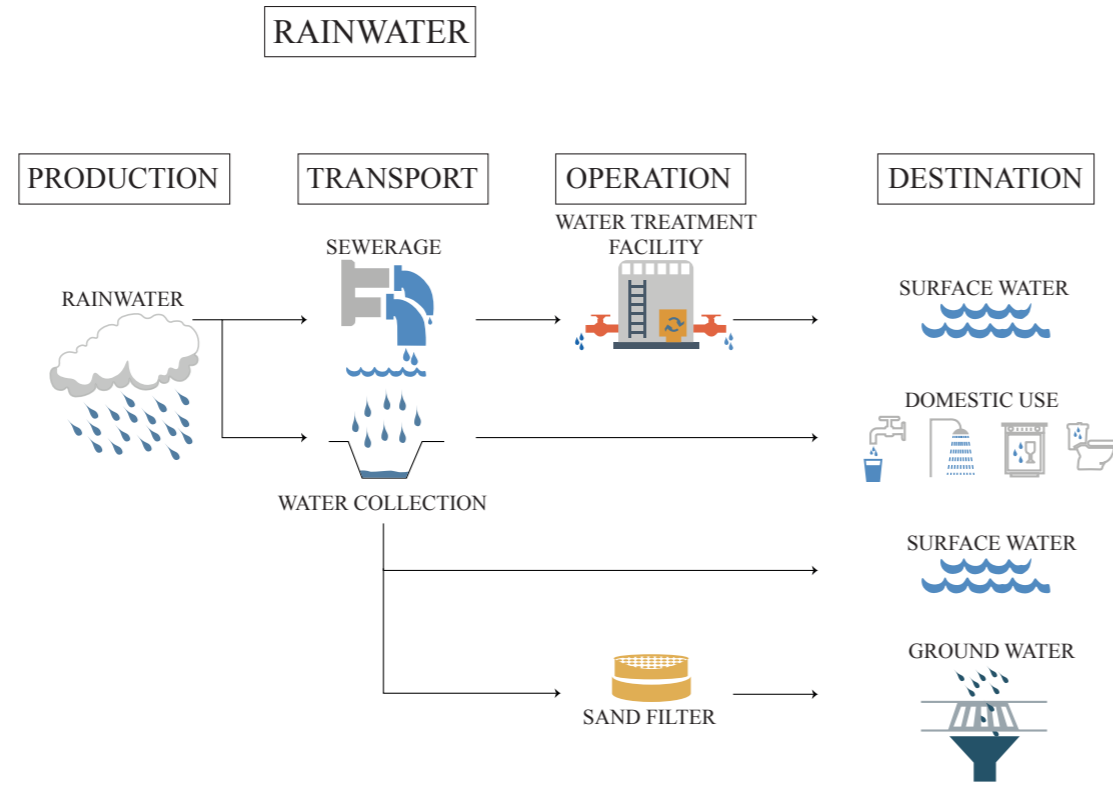 RAINWATER
PRODUCTION
TRANSPORT
OPERATION
DESTINATION
WATER TREATMENT
FACILITY
SEWERAGE
RAINWATER
SURFACE WATER
DOMESTIC USE
WATER COLLECTION
SURFACE WATER
GROUND WATER
SAND FILTER